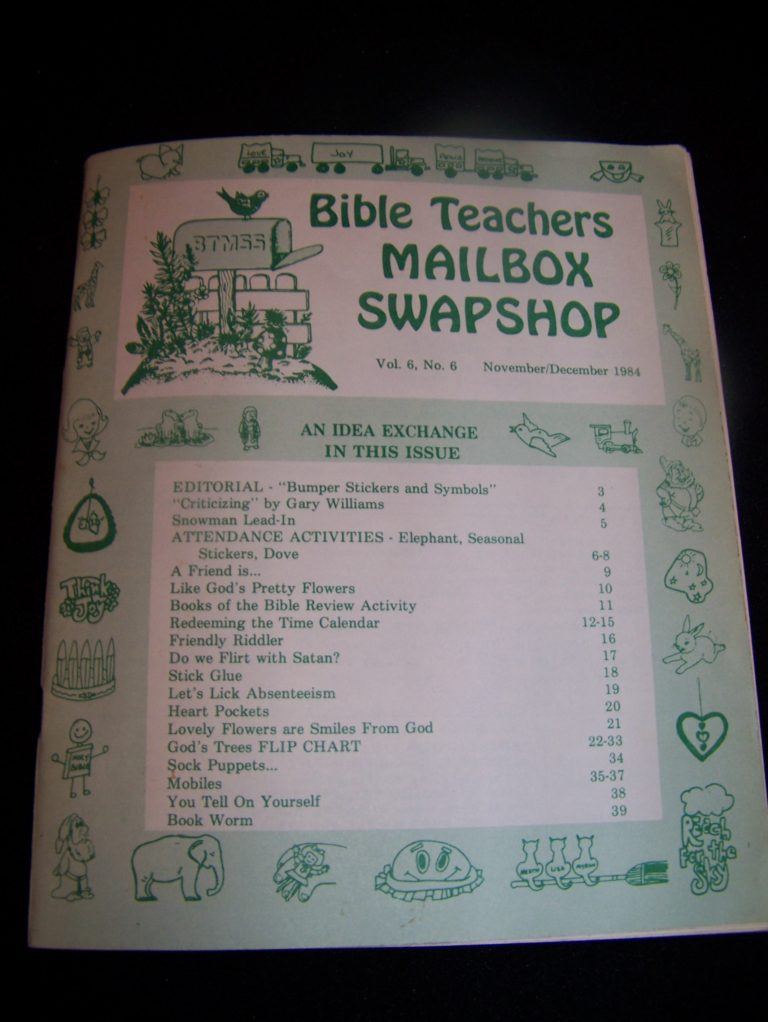 LOVE
JOY
PEACE
BTMSS
Bible Teachers
MAILBOX
SWAPSHOP
Vol. 6, No. 6 November/December 1984
AN IDEA EXCHANGE
IN THIS ISSUE
EDITORIAL - "Bumper Stickers and Symbols" 3
"Criticizing" by Gary Williams 4
Snowman Lead-In 5
ATTENDANCE ACTIVITIES - Elephant, Seasonal
Stickers, Dove 6-8
A Friend is... 9
Like God's Pretty Flowers 10
Books of the Bible Review Activity 11
Redeeming the Time Calendar 12-15
Friendly Riddler 16
Do we Flirt with Satan? 17
Stick Glue 18
Let's Lick Absenteeism 19
Heart Pockets 20
Lovely Flowers are Smiles From God 21
God's Trees FLIP CHART 22-33
Sock Puppets... 34
Mobiles 35-37
You Tell On Yourself 38
Book Worm 39
Think
Joy
HOLY
BIBLE
Reach
for the
Sky
LISA